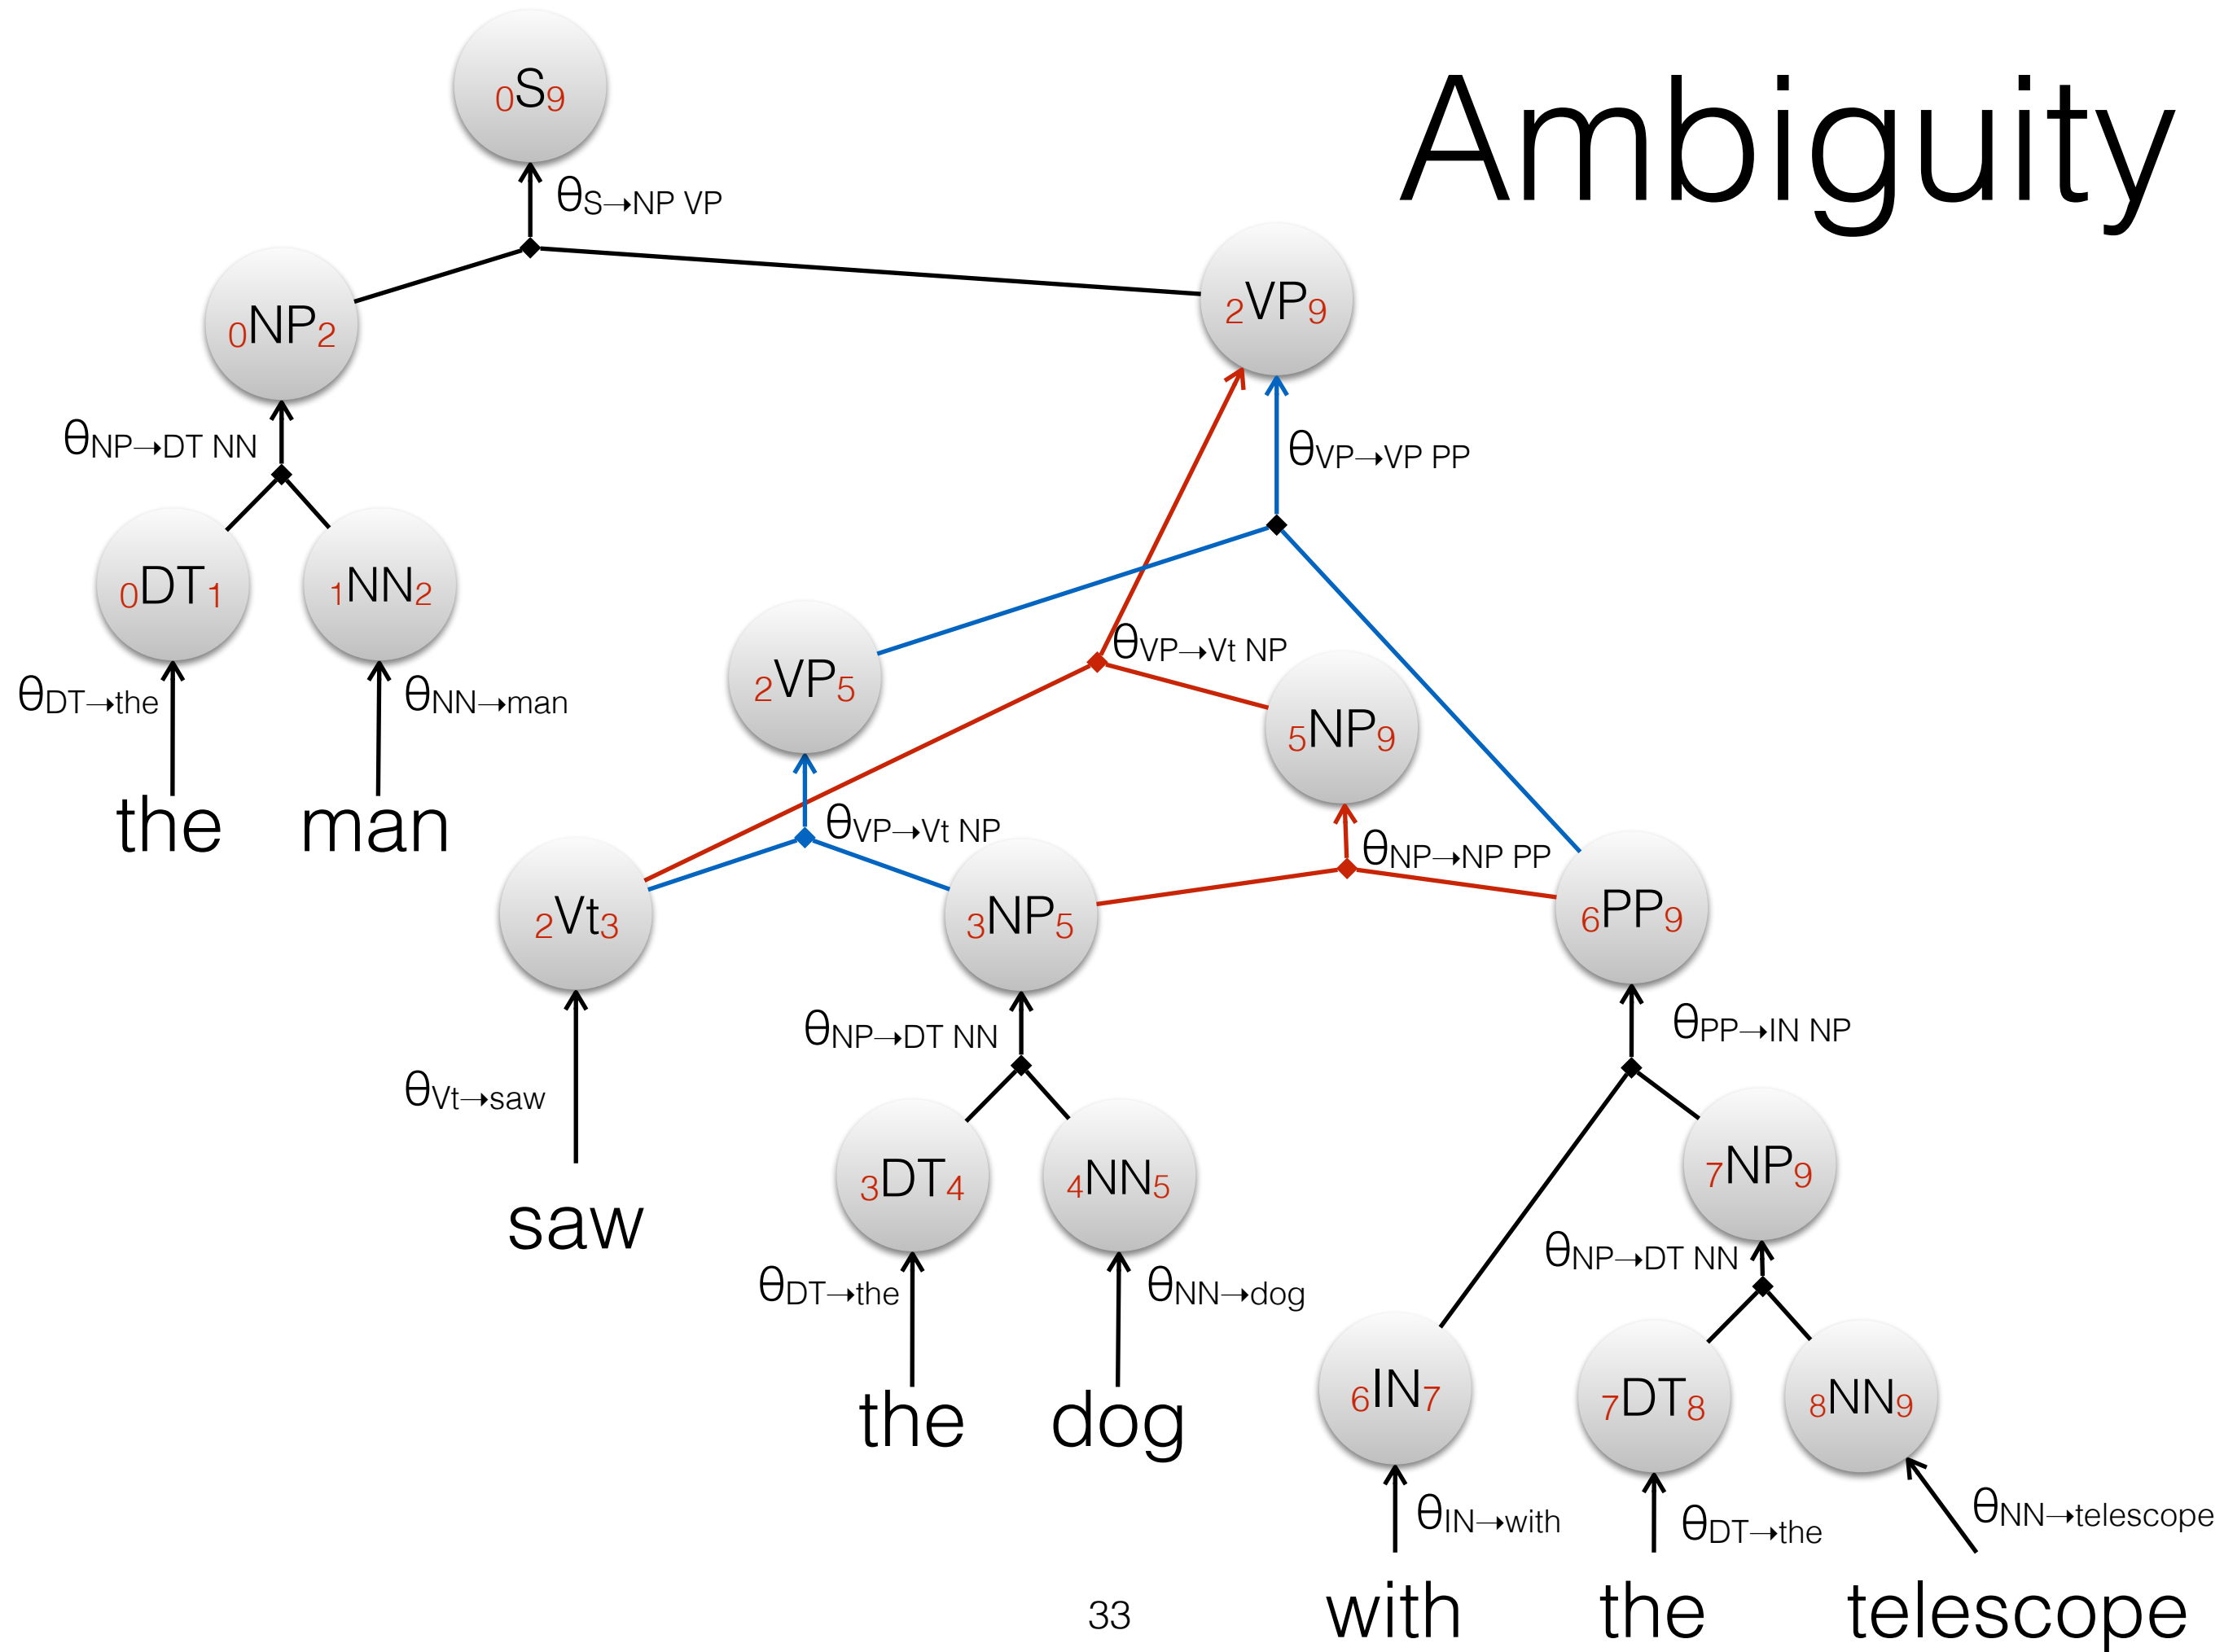 Ambiguity
0S9
θS→NP VP
0NP2
2VP9
θNP→DT NN
θVP→VP PP
0DT1
1NN2
θVP→Vt NP
2VP5
5NP9
θDT→the
θNN→man
the man
θVP→Vt NP
θNP→NP PP
2Vt3
3NP5
6PP9
θNP→DT NN
θPP→IN NP
θVt→saw
3DT4
4NN5
7NP9
saw
θNP→DT NN
θDT→the
θNN→dog
6IN7
7DT8
8NN9
the dog
θIN→with
θDT→the
θNN→telescope
with the telescope
33